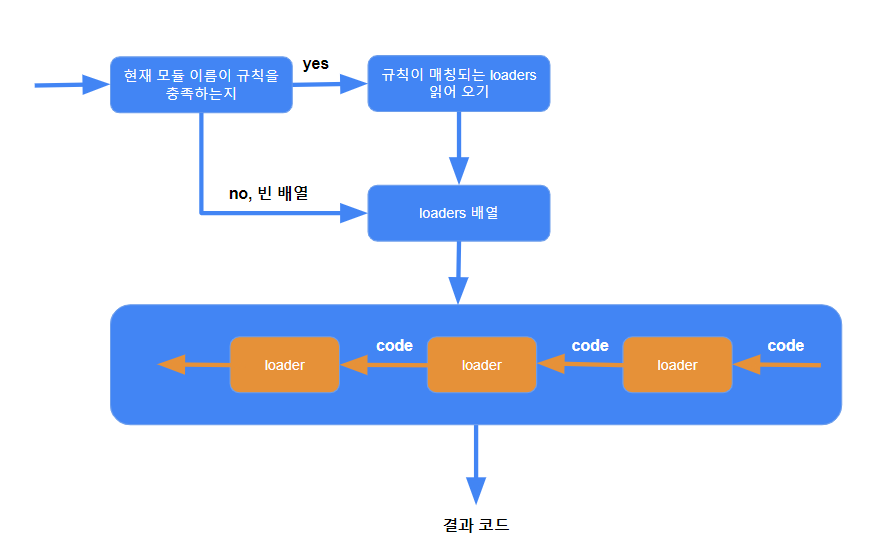 현재 모듈 이름이 규칙을
충족하는지
yes
규칙이 매칭되는 loaders
읽어 오기
no, 빈 배열
loaders 배열
loader
code
loader
code
loader
code
결과 코드